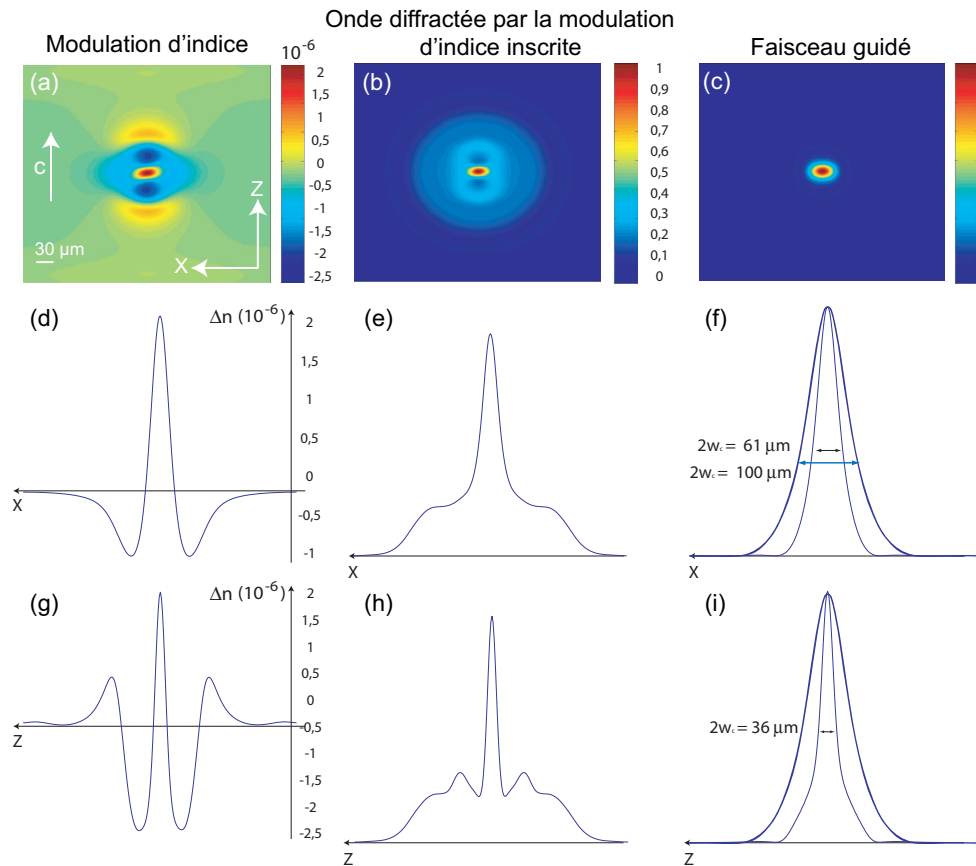 Onde diffractée par la modulation
d'indice inscrite
Modulation d'indice
Faisceau guidé
10⁻⁶
(a)
c
Z
X
30 µm
2
1,5
1
0,5
0
-0,5
-1
-1,5
-2
-2,5
(b)
1
0,9
0,8
0,7
0,6
0,5
0,4
0,3
0,2
0,1
0
(c)
(d)
Δn (10⁻⁶)
2
1,5
1
0,5
0
-0,5
-1
X
(e)
X
(f)
2w꜀ = 61 µm
2w꜀ = 100 µm
X
(g)
Δn (10⁻⁶)
2
1,5
1
0,5
0
-0,5
-1
-1,5
-2
-2,5
Z
(h)
Z
(i)
2w꜀ = 36 µm
Z